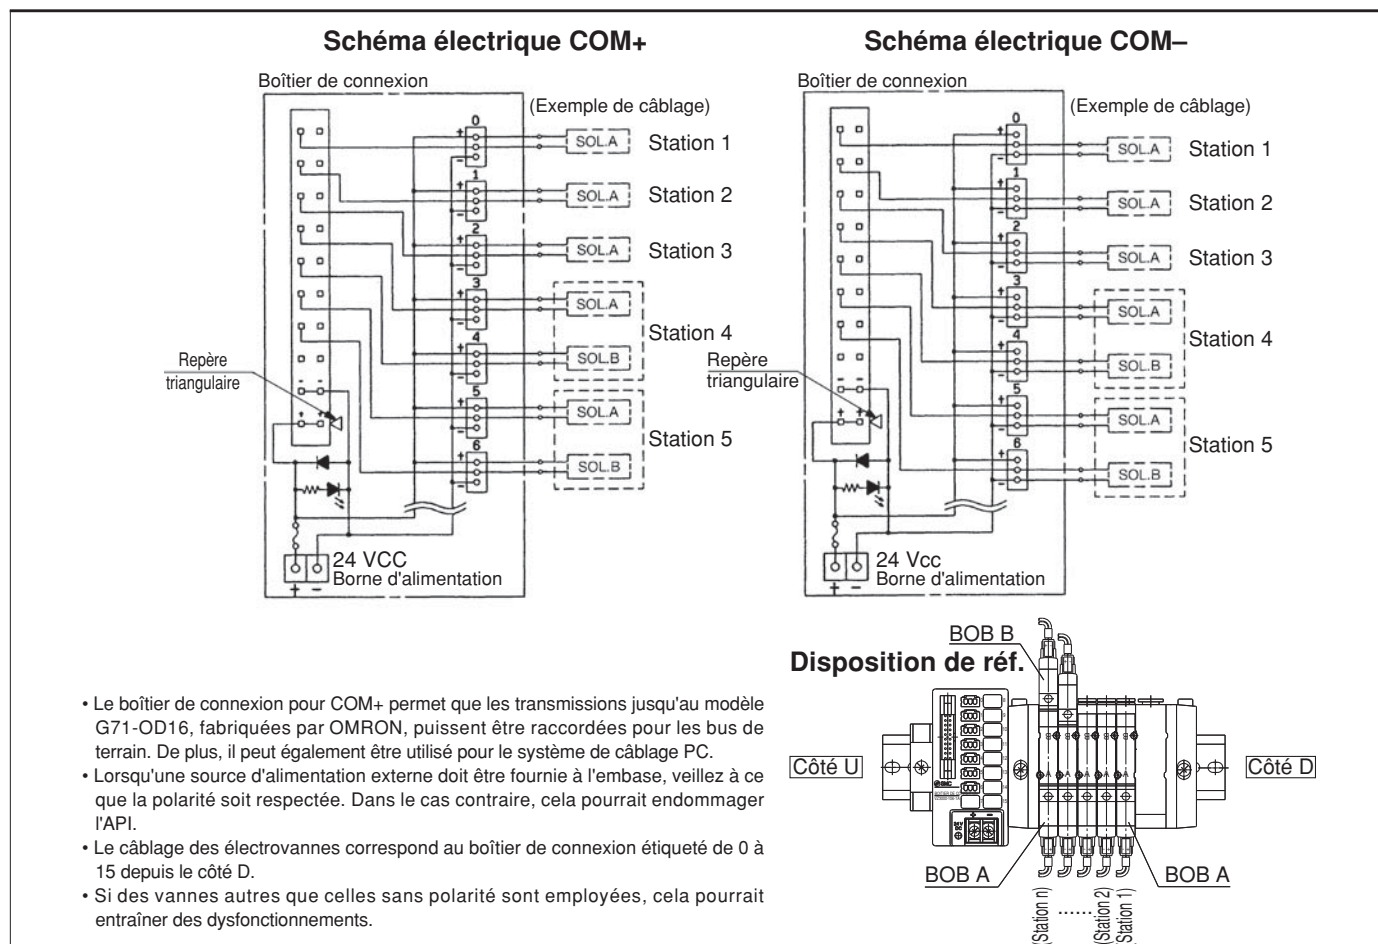 Schéma électrique COM+
Boîtier de connexion
(Exemple de câblage)
0
+
−
SOL.A
Station 1
1
+
−
SOL.A
Station 2
2
+
−
SOL.A
Station 3
3
+
−
SOL.A
Station 4
4
+
−
SOL.B
Repère
triangulaire
5
+
−
SOL.A
Station 5
6
+
−
SOL.B
- -
+ +
24 VCC
Borne d'alimentation
+ −
Schéma électrique COM–
Boîtier de connexion
(Exemple de câblage)
0
+
−
SOL.A
Station 1
1
+
−
SOL.A
Station 2
2
+
−
SOL.A
Station 3
3
+
−
SOL.A
Station 4
4
+
−
SOL.B
Repère
triangulaire
5
+
−
SOL.A
Station 5
6
+
−
SOL.B
- -
+ +
24 Vcc
Borne d'alimentation
+ −
• Le boîtier de connexion pour COM+ permet que les transmissions jusqu'au modèle
G71-OD16, fabriquées par OMRON, puissent être raccordées pour les bus de
terrain. De plus, il peut également être utilisé pour le système de câblage PC.
• Lorsqu'une source d'alimentation externe doit être fournie à l'embase, veillez à ce
que la polarité soit respectée. Dans le cas contraire, cela pourrait endommager
l'API.
• Le câblage des électrovannes correspond au boîtier de connexion étiqueté de 0 à
15 depuis le côté D.
• Si des vannes autres que celles sans polarité sont employées, cela pourrait
entraîner des dysfonctionnements.
Disposition de réf.
BOB B
Côté U
Côté D
SMC
+ −
BOB A
BOB A
(Station n)
......
(Station 2)
(Station 1)